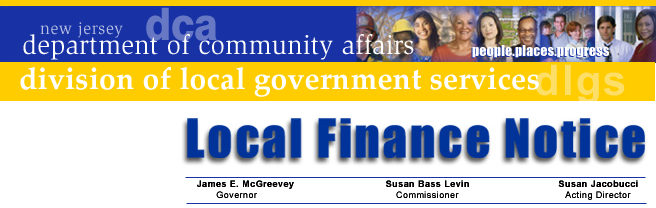 new jersey
dca
department of community affairs
people.places.progress
division of local government services
dlgs
Local Finance Notice
James E. McGreevey Susan Bass Levin Susan Jacobucci
Governor Commissioner Acting Director